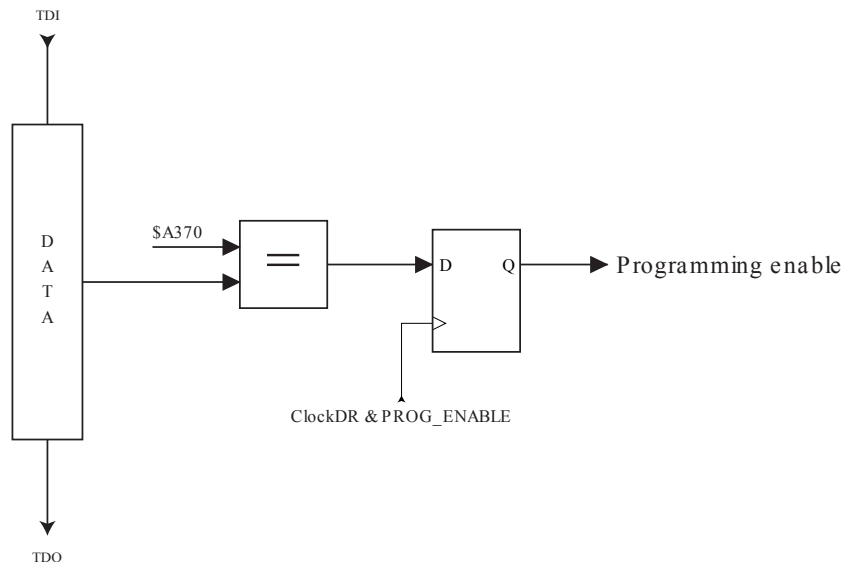 TDI
D
A
T
A
$A370
=
D Q
Programming enable
ClockDR & PROG_ENABLE
TDO